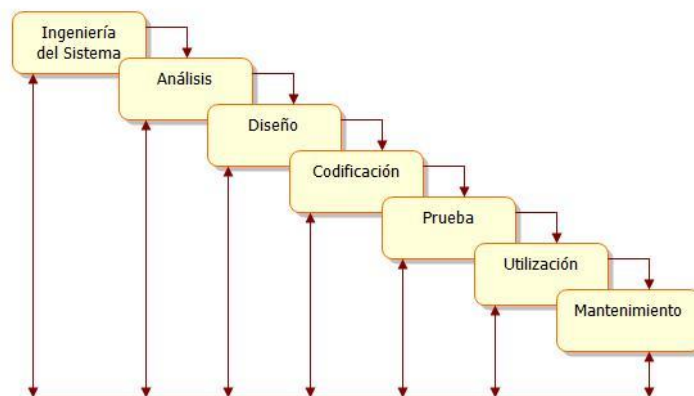 Ingeniería
del Sistema
Análisis
Diseño
Codificación
Prueba
Utilización
Mantenimiento